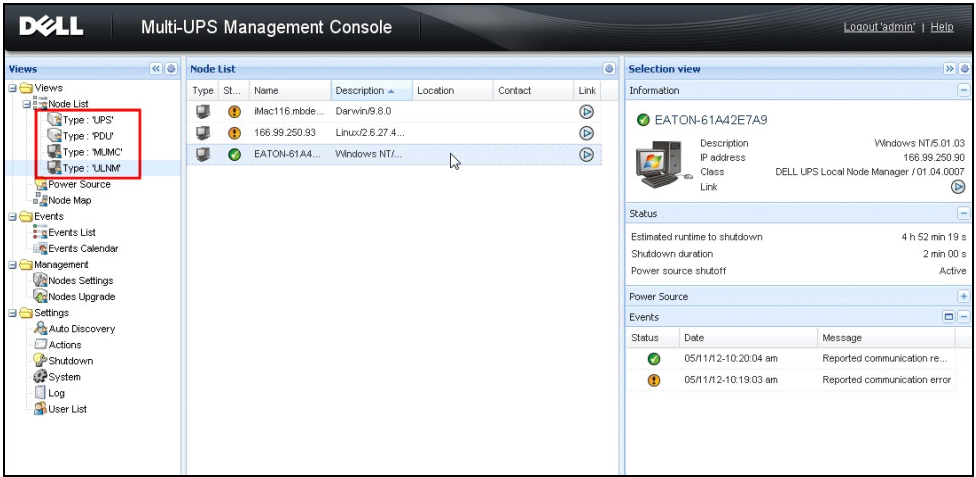 DELL Multi-UPS Management Console Logout 'admin' | Help
Views
Views
Node List
Type : 'UPS'
Type : 'PDU'
Type : 'MUMC'
Type : 'ULNM'
Power Source
Node Map
Events
Events List
Events Calendar
Management
Nodes Settings
Nodes Upgrade
Settings
Auto Discovery
Actions
Shutdown
System
Log
User List
Node List
Type St... Name Description Location Contact Link
iMac116.mbde... Darwin/9.8.0
166.99.250.93 Linux/2.6.27.4...
EATON-61A4... Windows NT/...
Selection view
Information
EATON-61A42E7A9
Description Windows NT/5.01.03
IP address 166.99.250.90
Class DELL UPS Local Node Manager / 01.04.0007
Link
Status
Estimated runtime to shutdown 4 h 52 min 19 s
Shutdown duration 2 min 00 s
Power source shutoff Active
Power Source
Events
Status Date Message
05/11/12-10:20:04 am Reported communication re...
05/11/12-10:19:03 am Reported communication error